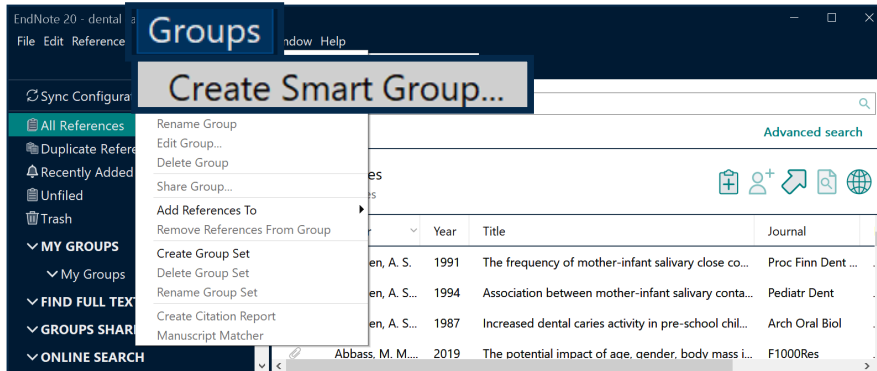 EndNote 20 - dental
File Edit Reference
Groups
Help
Create Smart Group...
Sync Configura
All References
Duplicate Refere
Recently Added
Unfiled
Trash
MY GROUPS
My Groups
FIND FULL TEX
GROUPS SHAR
ONLINE SEARCH
Rename Group
Edit Group...
Delete Group
Share Group...
Add References To
Remove References From Group
Create Group Set
Delete Group Set
Rename Group Set
Create Citation Report
Manuscript Matcher
Advanced search
Year Title Journal
en, A. S. 1991 The frequency of mother-infant salivary close co... Proc Finn Dent ...
en, A. S... 1994 Association between mother-infant salivary conta... Pediatr Dent
en, A. S... 1987 Increased dental caries activity in pre-school chil... Arch Oral Biol
Abbass, M. M.... 2019 The potential impact of age, gender, body mass i... F1000Res